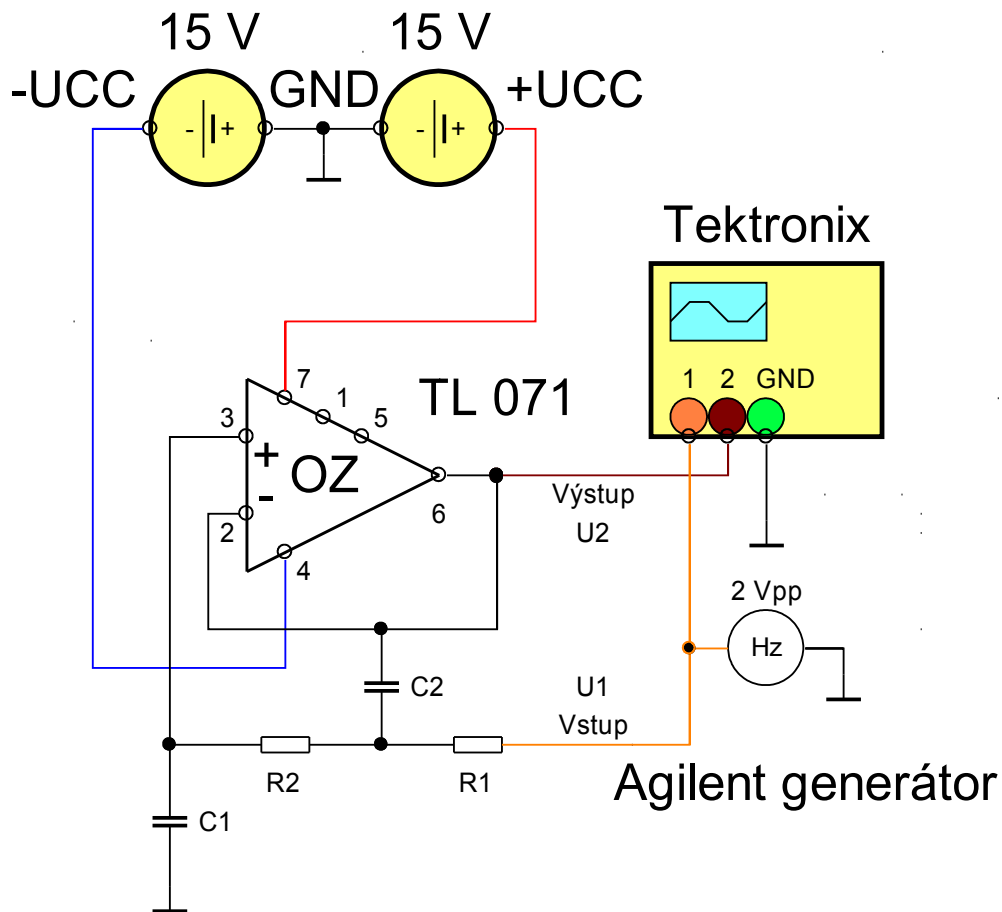 15 V 15 V
-UCC GND +UCC
- + - +
Tektronix
1 2 GND
7
1
TL 071
5
3
+
OZ
-
2
6
4
Výstup
U2
2 Vpp
Hz
C2
U1
Vstup
R2 R1
Agilent generátor
C1